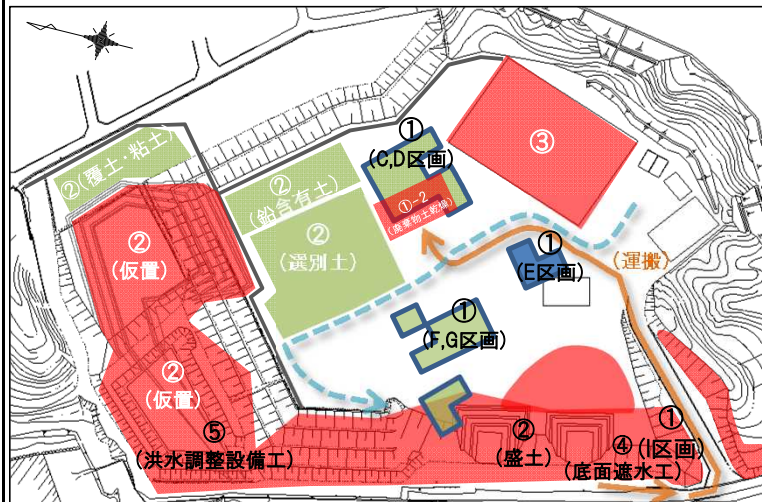 ②(覆土・粘土)
①
(C,D区画)
③
②
(鉛含有土)
①-2
(廃棄物土乾燥)
②
(仮置)
②
(選別土)
①
(E区画)
(運搬)
①
(F,G区画)
②
(仮置)
⑤
(洪水調整設備工)
②
(盛土)
①
④(I区画)
(底面遮水工)